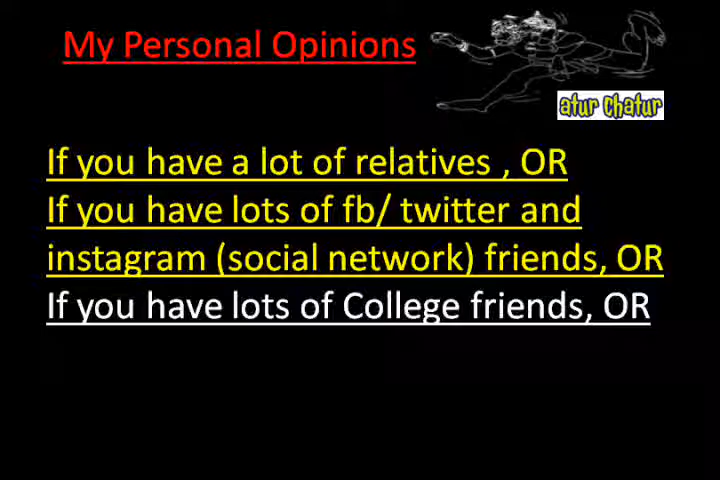 My Personal Opinions
atur chatur
If you have a lot of relatives , OR
If you have lots of fb/ twitter and
instagram (social network) friends, OR
If you have lots of College friends, OR